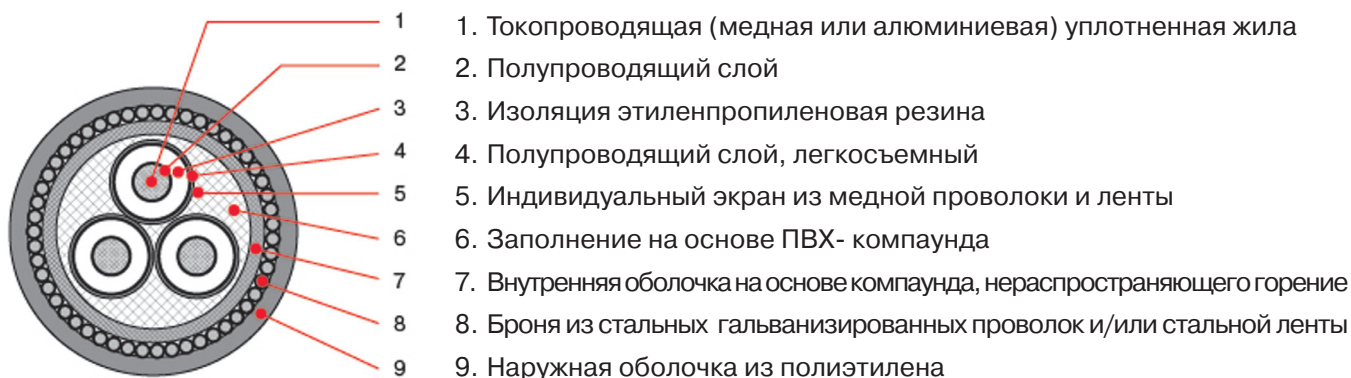 1 1. Токопроводящая (медная или алюминиевая) уплотненная жила
2 2. Полупроводящий слой
3 3. Изоляция этиленпропиленовая резина
4 4. Полупроводящий слой, легкосъемный
5 5. Индивидуальный экран из медной проволоки и ленты
6 6. Заполнение на основе ПВХ- компаунда
7 7. Внутренняя оболочка на основе компаунда, нераспространяющего горение
8 8. Броня из стальных гальванизированных проволок и/или стальной ленты
9 9. Наружная оболочка из полиэтилена